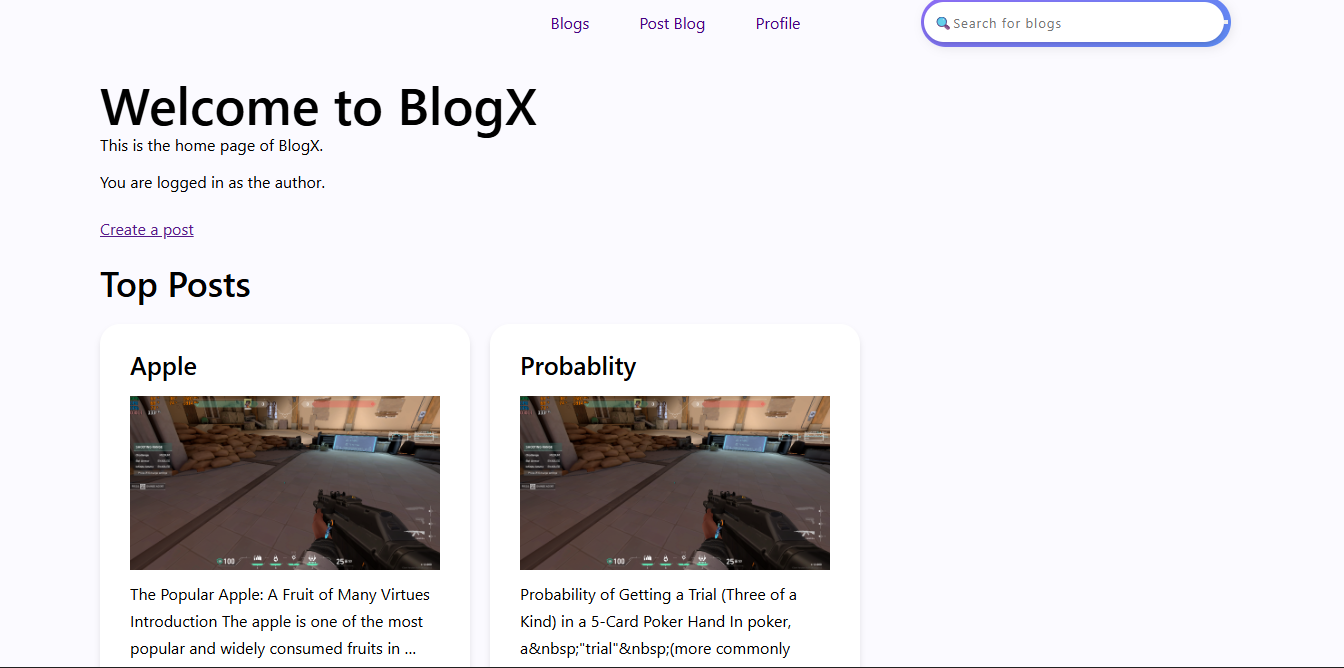 Blogs Post Blog Profile
🔍 Search for blogs
Welcome to BlogX
This is the home page of BlogX.
You are logged in as the author.
Create a post
Top Posts
Apple
100
25
The Popular Apple: A Fruit of Many Virtues
Introduction The apple is one of the most
popular and widely consumed fruits in ...
Probablity
100
25
Probability of Getting a Trial (Three of a
Kind) in a 5-Card Poker Hand In poker,
a&nbsp;"trial"&nbsp;(more commonly